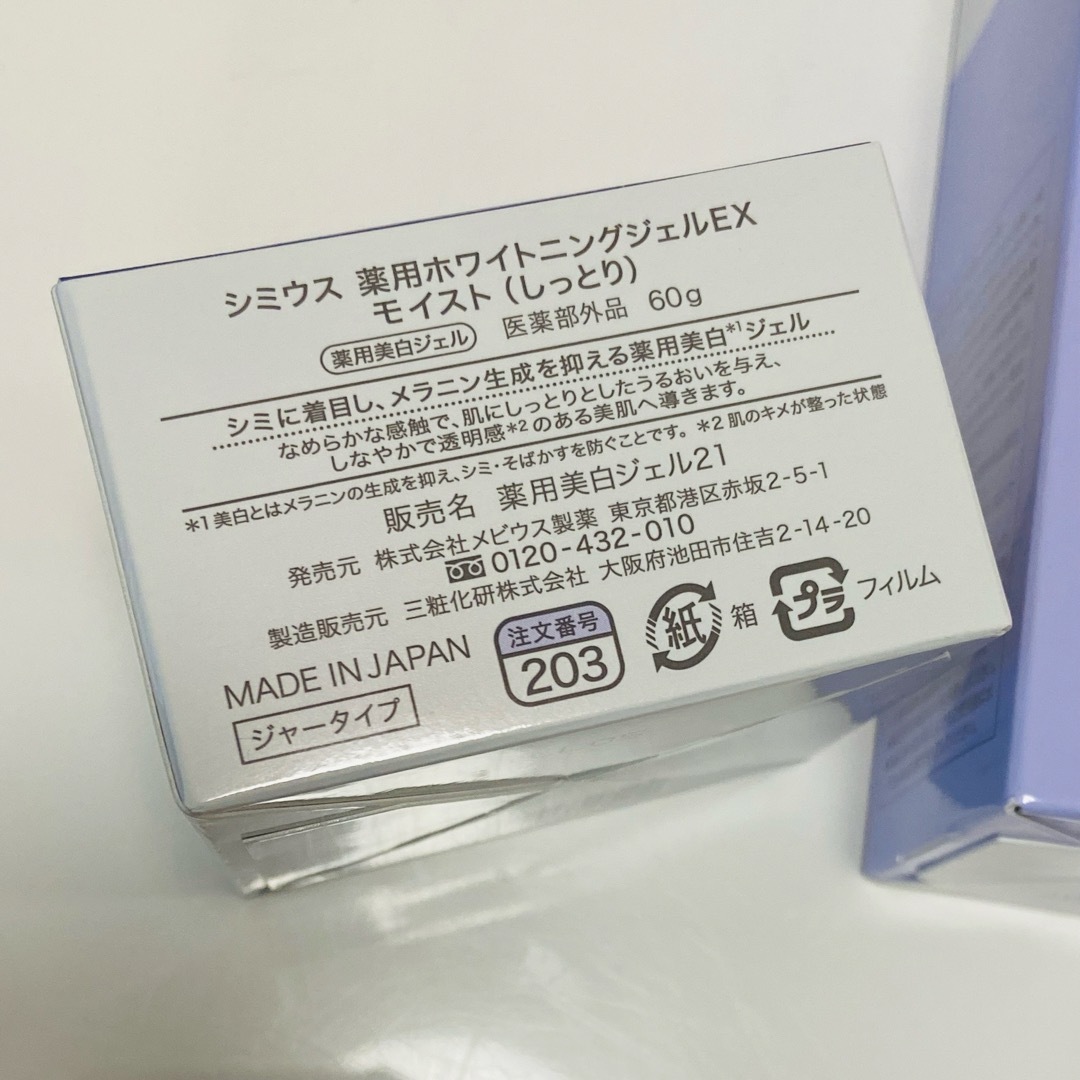 シミウス 薬用ホワイトニングジェルEX
モイスト(しっとり)
薬用美白ジェル 医薬部外品 60g
シミに着目し、メラニン生成を抑える薬用美白*1ジェル
なめらかな感触で、肌にしっとりとしたうるおいを与え、
しなやかで透明感*2のある美肌へ導きます。
*1 美白とはメラニンの生成を抑え、シミ・そばかすを防ぐことです。 *2 肌のキメが整った状態
販売名 薬用美白ジェル21
発売元 株式会社メビウス製薬 東京都港区赤坂2-5-1
0120-432-010
製造販売元 三粧化研株式会社 大阪府池田市住吉2-14-20
MADE IN JAPAN
ジャータイプ
注文番号
203
紙 箱
プラ フィルム